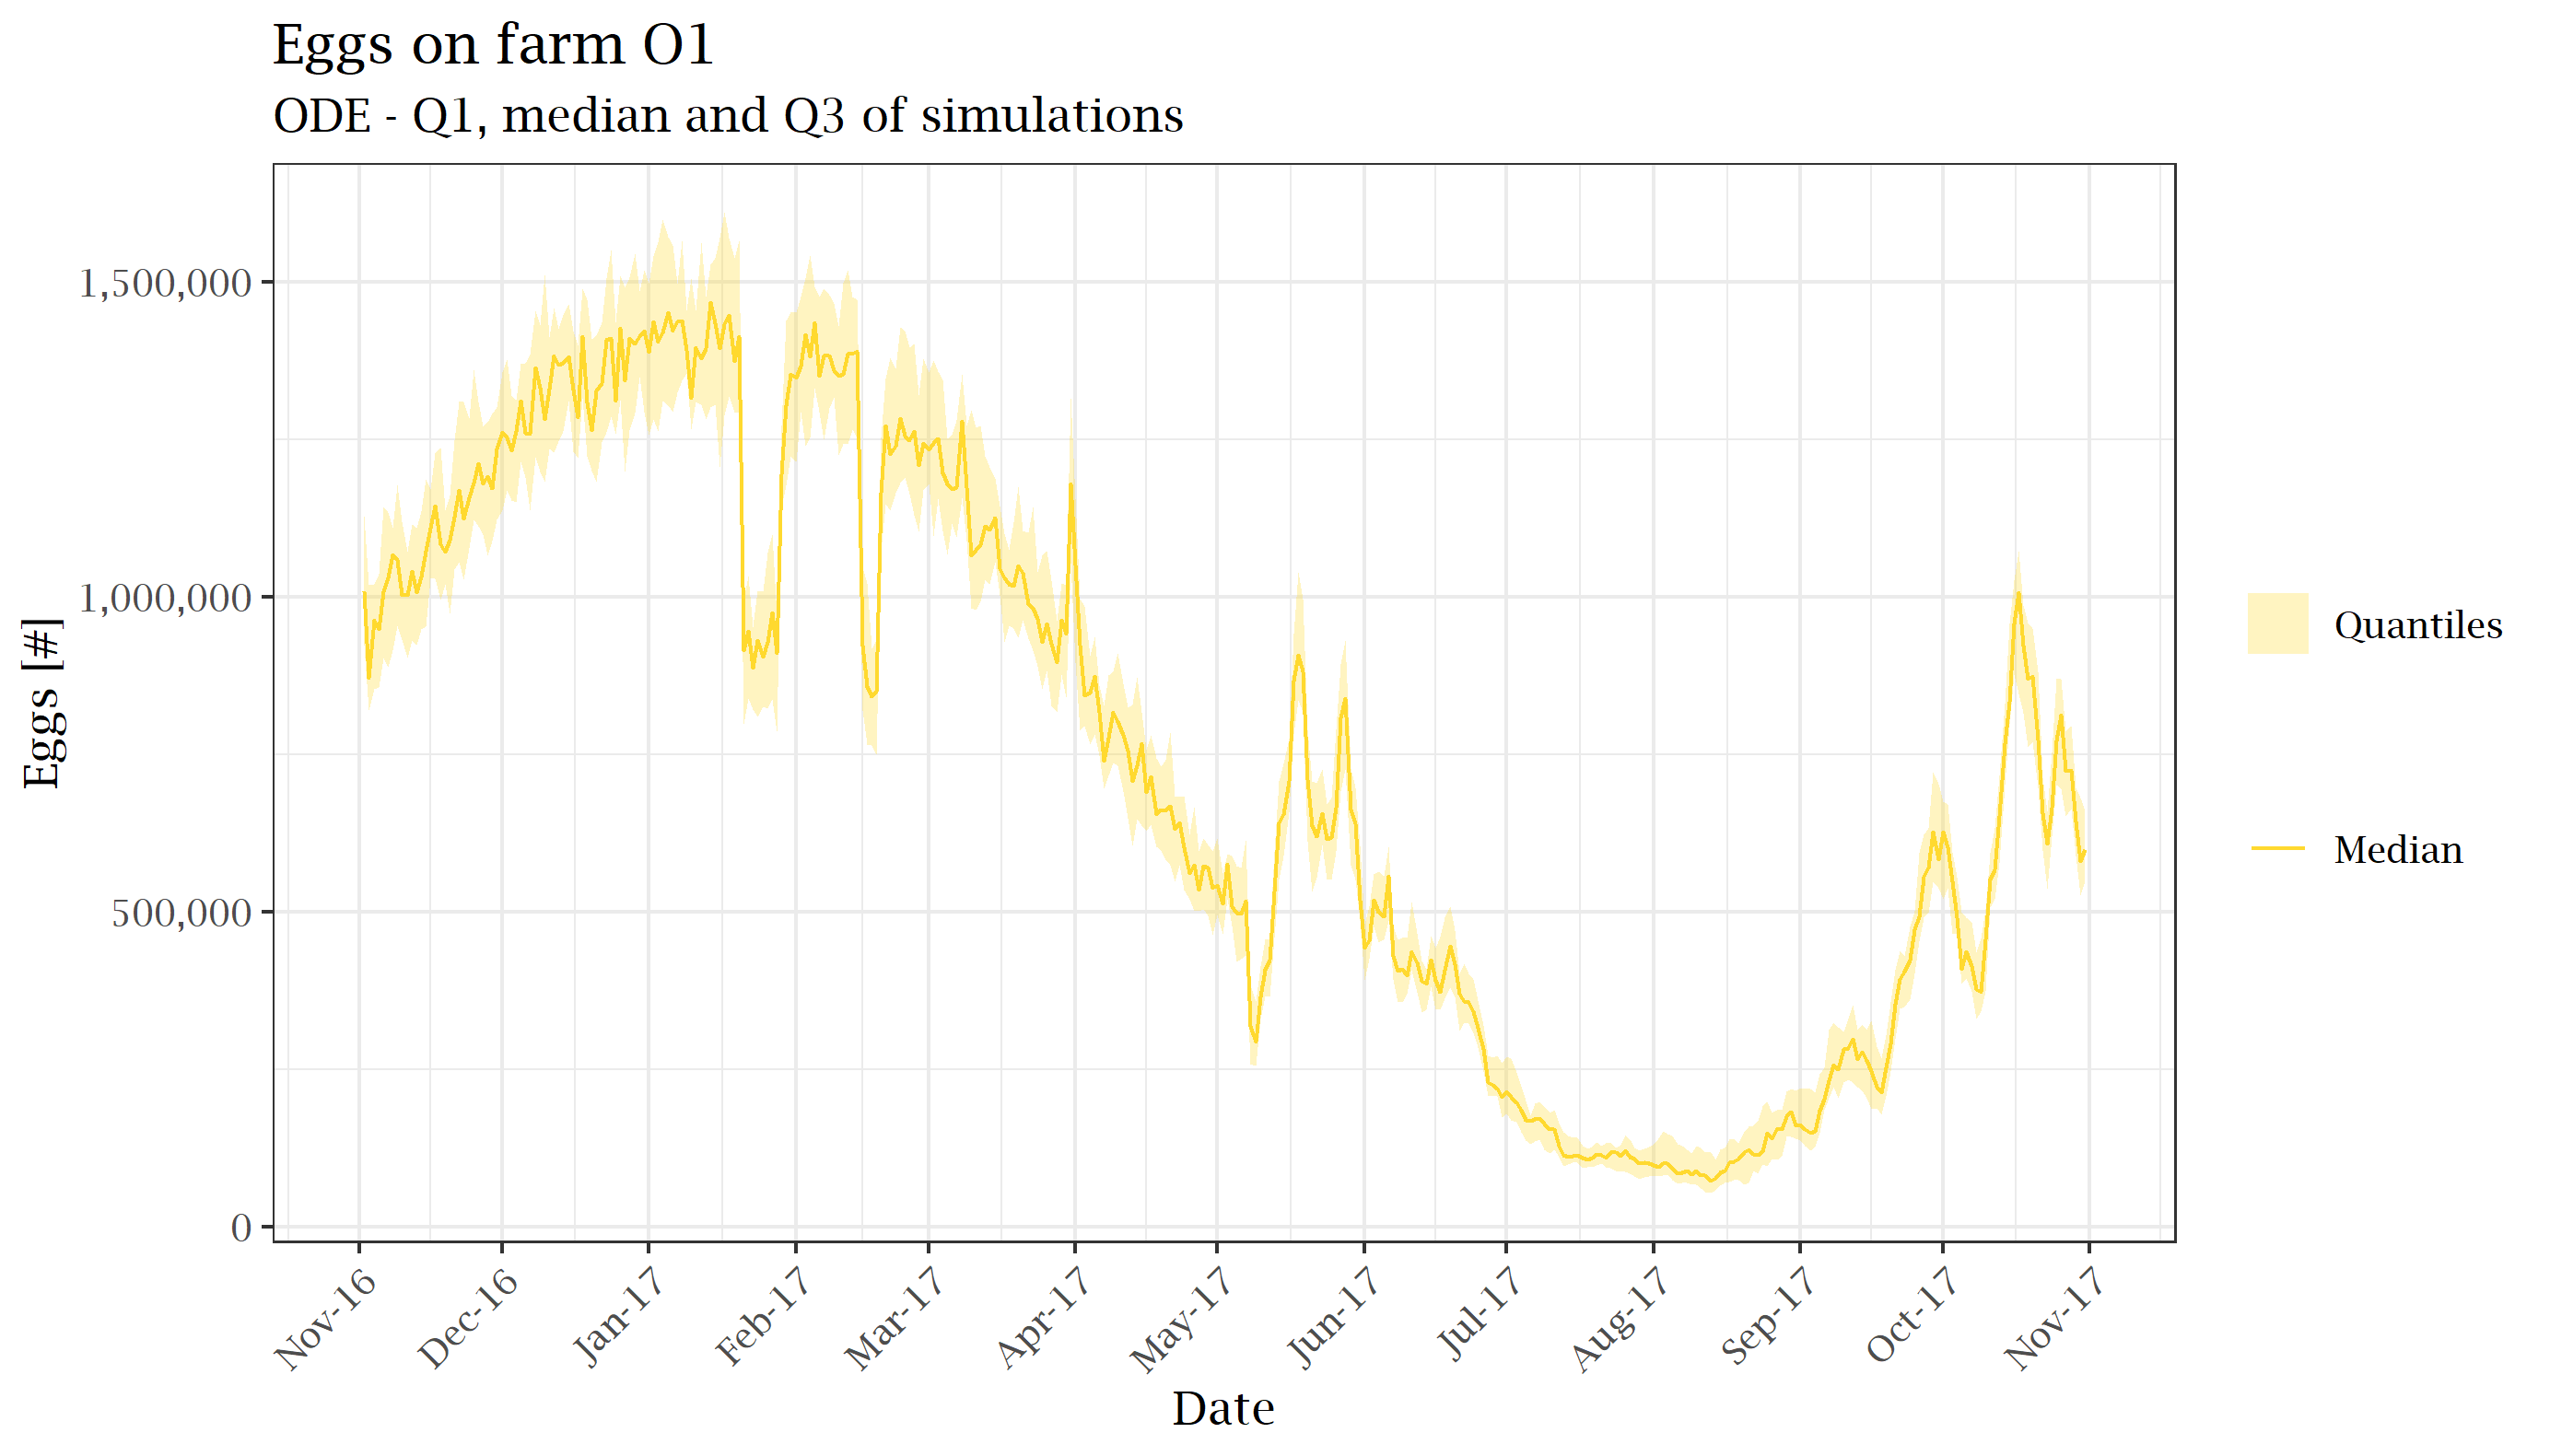 Eggs on farm O1
ODE - Q1, median and Q3 of simulations
Eggs [#]
1,500,000
1,000,000
500,000
0
Nov-16
Dec-16
Jan-17
Feb-17
Mar-17
Apr-17
May-17
Jun-17
Jul-17
Aug-17
Sep-17
Oct-17
Nov-17
Date
Quantiles
Median